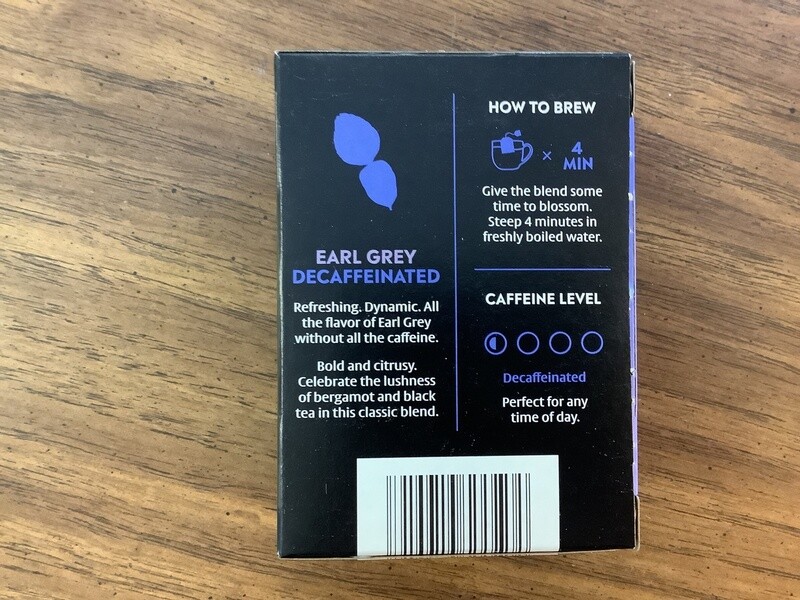 EARL GREY
DECAFFEINATED
Refreshing. Dynamic. All
the flavor of Earl Grey
without all the caffeine.
Bold and citrusy.
Celebrate the lushness
of bergamot and black
tea in this classic blend.
HOW TO BREW
× 4
MIN
Give the blend some
time to blossom.
Steep 4 minutes in
freshly boiled water.
CAFFEINE LEVEL
Decaffeinated
Perfect for any
time of day.